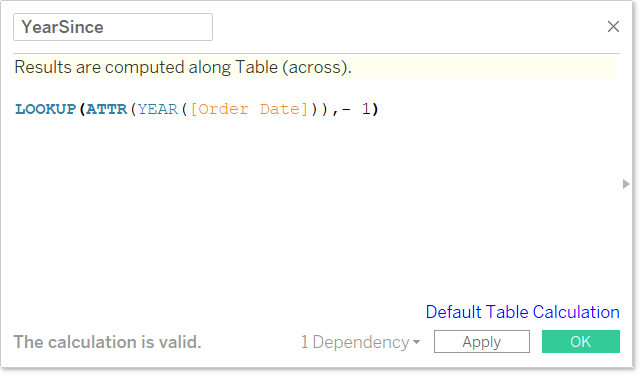 YearSince
Results are computed along Table (across).
LOOKUP(ATTR(YEAR([Order Date])),- 1)
Default Table Calculation
The calculation is valid.
1 Dependency
Apply
OK